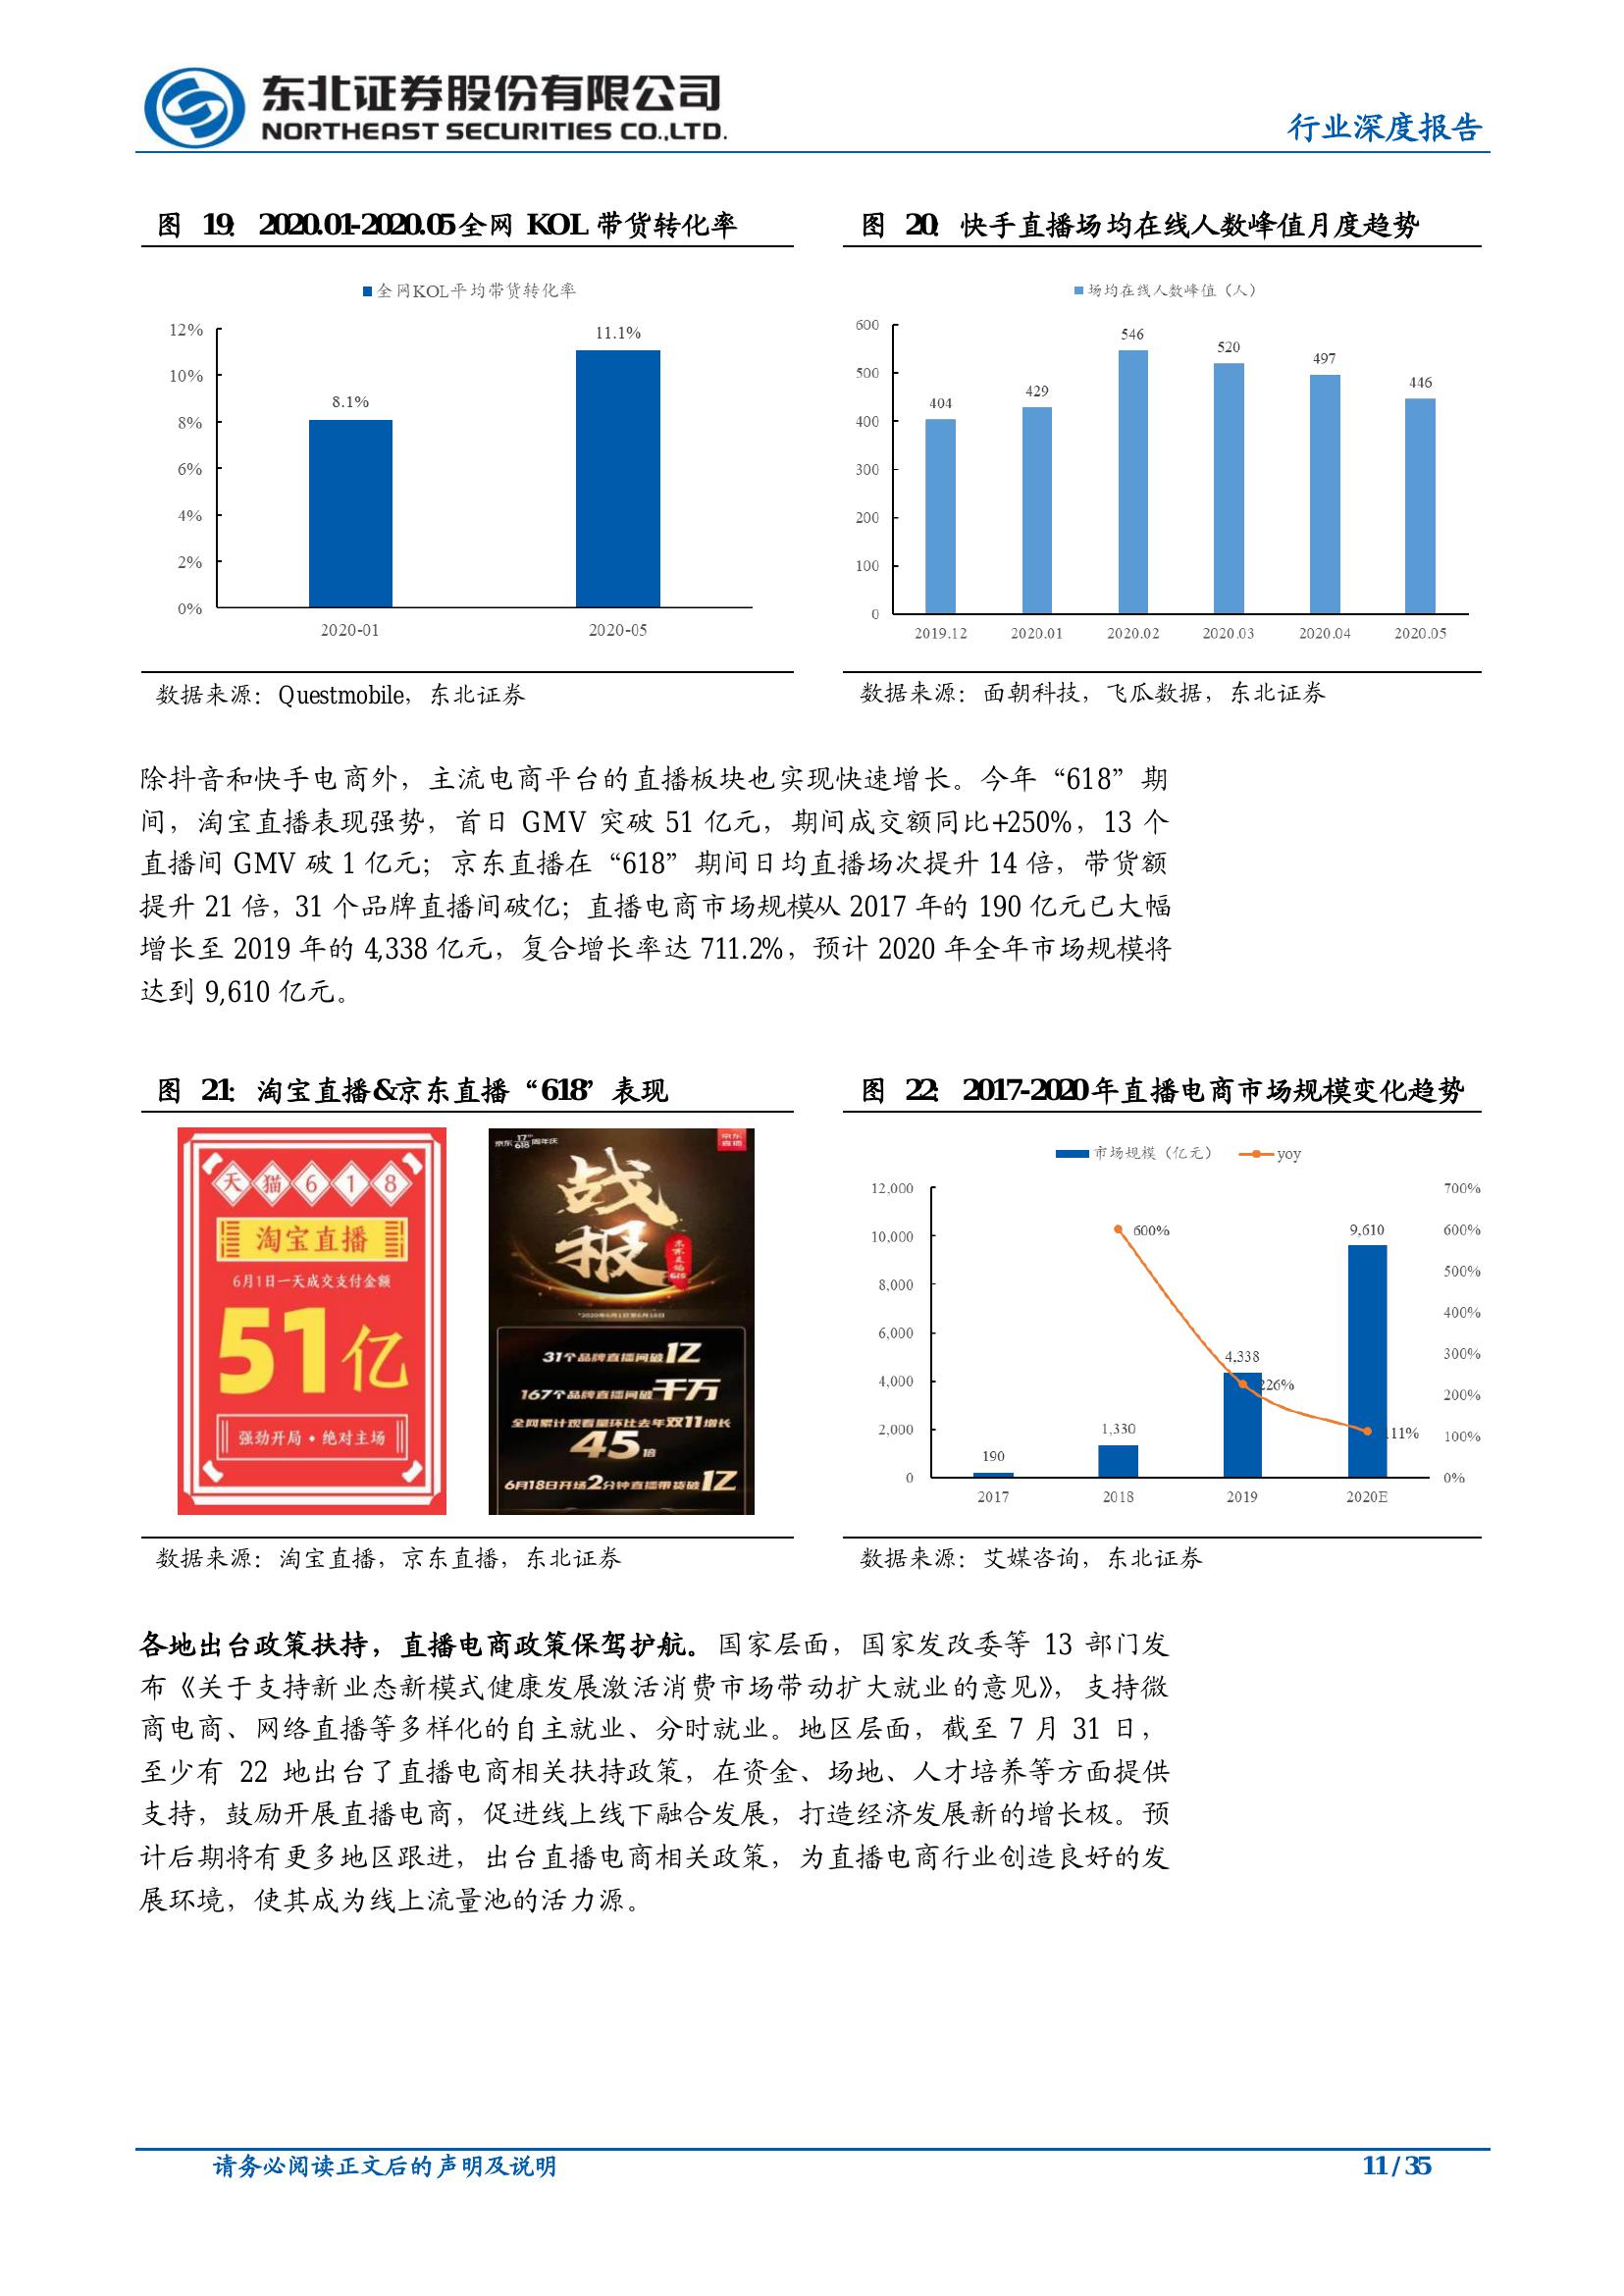 东北证券股份有限公司
NORTHEAST SECURITIES CO.,LTD.
行业深度报告
图 19: 2020.01-2020.05全网 KOL 带货转化率
全网KOL平均带货转化率
12%
10%
8%
6%
4%
2%
0%
8.1%
11.1%
2020-01
2020-05
数据来源：Questmobile，东北证券
图 20: 快手直播场均在线人数峰值月度趋势
场均在线人数峰值（人）
600
500
400
300
200
100
0
404
429
546
520
497
446
2019.12
2020.01
2020.02
2020.03
2020.04
2020.05
数据来源：面朝科技，飞瓜数据，东北证券
除抖音和快手电商外，主流电商平台的直播板块也实现快速增长。今年“618”期
间，淘宝直播表现强势，首日 GMV 突破 51 亿元，期间成交额同比+250%，13 个
直播间 GMV 破 1 亿元；京东直播在“618”期间日均直播场次提升 14 倍，带货额
提升 21 倍，31 个品牌直播间破亿；直播电商市场规模从 2017 年的 190 亿元已大幅
增长至 2019 年的 4,338 亿元，复合增长率达 711.2%，预计 2020 年全年市场规模将
达到 9,610 亿元。
图 21: 淘宝直播&京东直播“618”表现
天猫618
淘宝直播
6月1日一天成交支付金额
51亿
强劲开局•绝对主场
京东 17th 618 周年庆
京东直播
战报
京东直播618
*2020年6月1日至6月18日
31个品牌直播间破1亿
167个品牌直播间破千万
全网累计观看量环比去年双11增长
45倍
6月18日开场2分钟直播带货破1亿
数据来源：淘宝直播，京东直播，东北证券
图 22: 2017-2020年直播电商市场规模变化趋势
市场规模（亿元）
yoy
12,000
10,000
8,000
6,000
4,000
2,000
0
700%
600%
500%
400%
300%
200%
100%
0%
190
1,330
4,338
9,610
600%
226%
11%
2017
2018
2019
2020E
数据来源：艾媒咨询，东北证券
各地出台政策扶持，直播电商政策保驾护航。国家层面，国家发改委等 13 部门发
布《关于支持新业态新模式健康发展激活消费市场带动扩大就业的意见》，支持微
商电商、网络直播等多样化的自主就业、分时就业。地区层面，截至 7 月 31 日，
至少有 22 地出台了直播电商相关扶持政策，在资金、场地、人才培养等方面提供
支持，鼓励开展直播电商，促进线上线下融合发展，打造经济发展新的增长极。预
计后期将有更多地区跟进，出台直播电商相关政策，为直播电商行业创造良好的发
展环境，使其成为线上流量池的活力源。
请务必阅读正文后的声明及说明
11 / 35